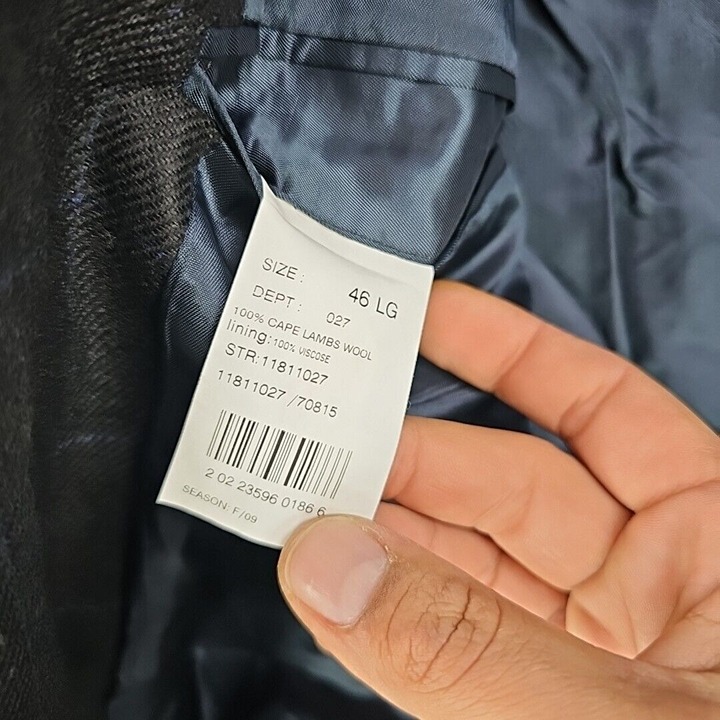 SIZE: 46 LG
DEPT: 027
100% CAPE LAMBS WOOL
lining: 100% VISCOSE
STR:11811027
11811027 /70815
2 02 23596 0186 6
SEASON: F/09